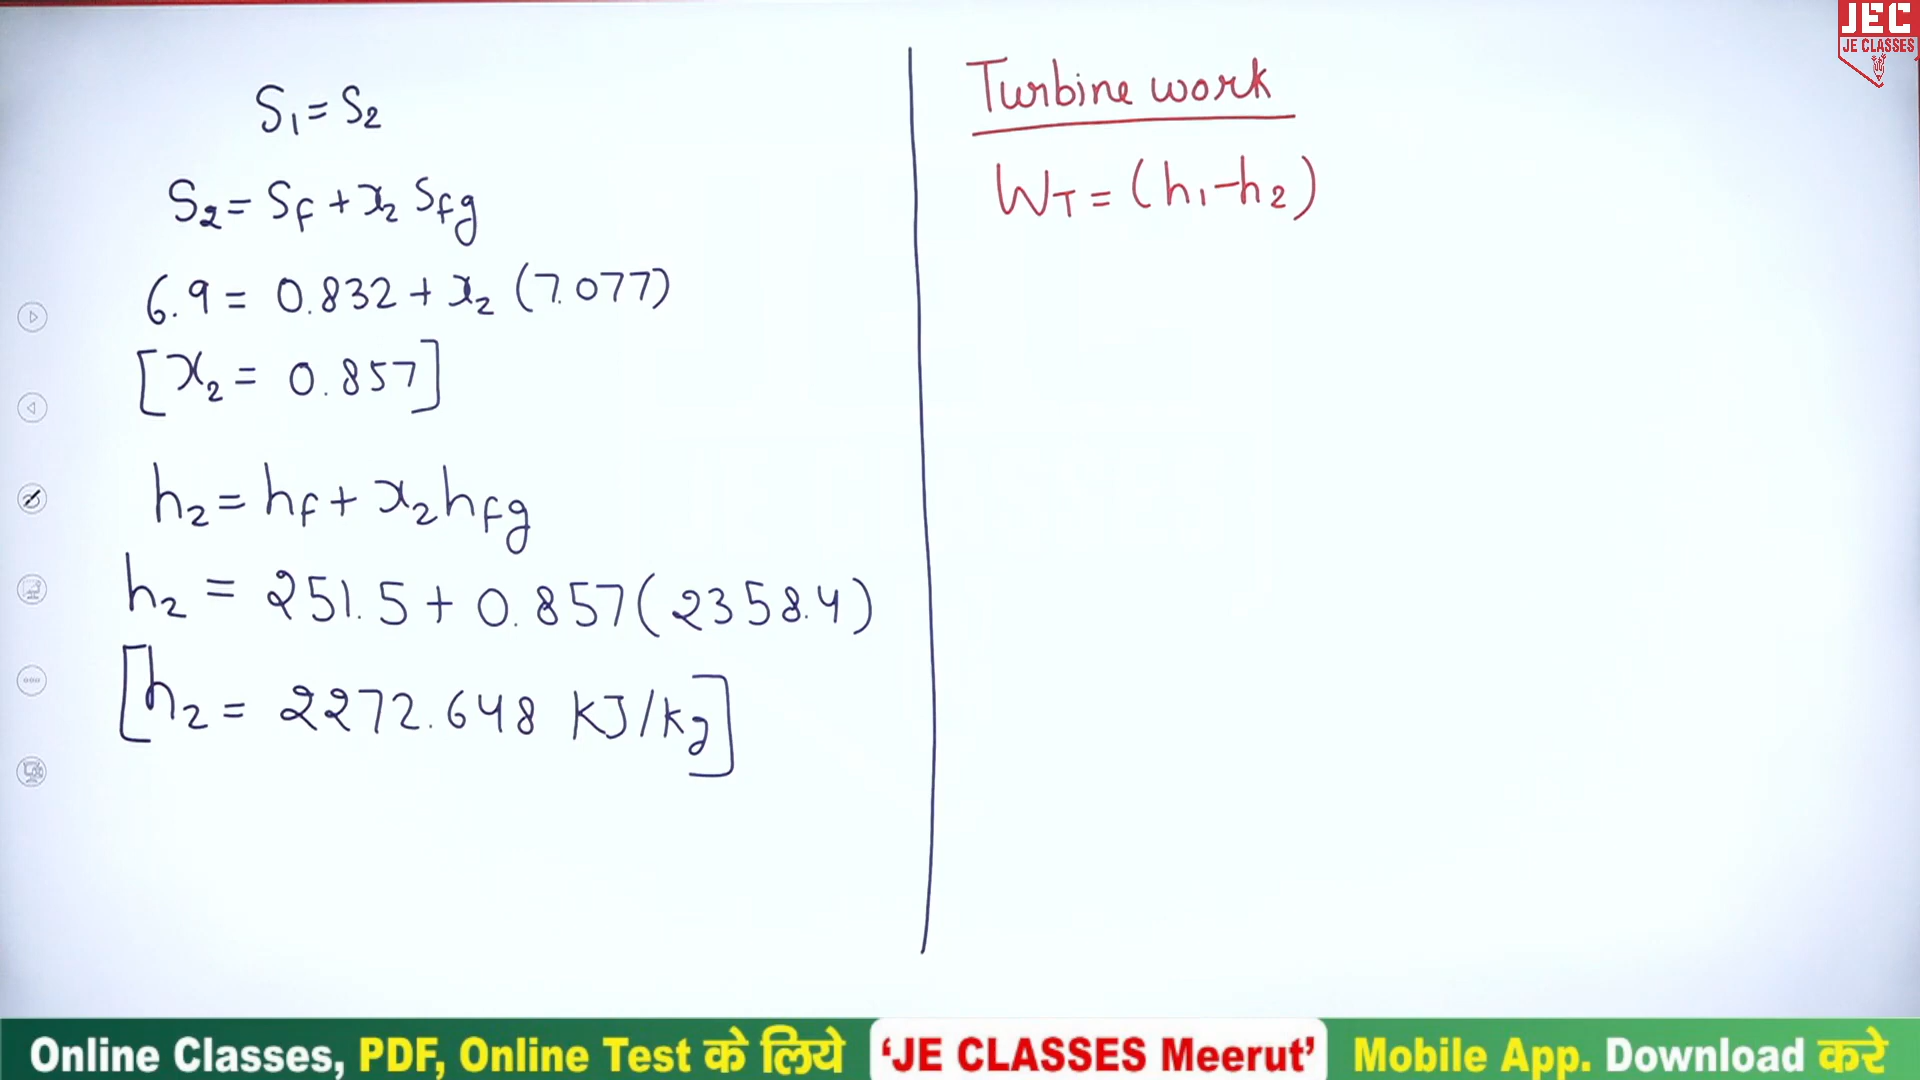 S₁ = S₂
S₂ = Sf + x₂ Sfg
6.9 = 0.832 + x₂ (7.077)
[x₂ = 0.857]
h₂ = hf + x₂hfg
h₂ = 251.5 + 0.857(2358.4)
[h₂ = 2272.648 KJ/kg]
Turbine work
WT = (h₁-h₂)
JEC
JE CLASSES
Online Classes, PDF, Online Test के लिये 'JE CLASSES Meerut' Mobile App. Download करे